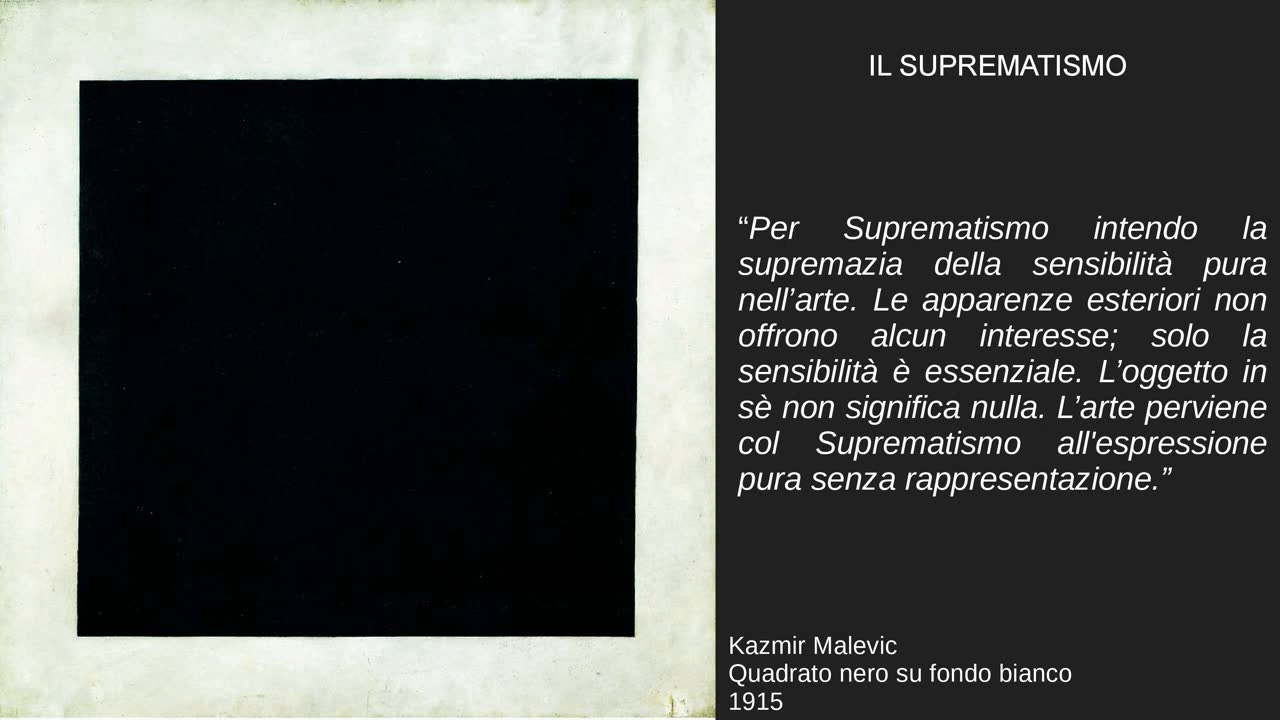 IL SUPREMATISMO
“Per Suprematismo intendo la
supremazia della sensibilità pura
nell’arte. Le apparenze esteriori non
offrono alcun interesse; solo la
sensibilità è essenziale. L’oggetto in
sè non significa nulla. L’arte perviene
col Suprematismo all'espressione
pura senza rappresentazione.”
Kazmir Malevic
Quadrato nero su fondo bianco
1915